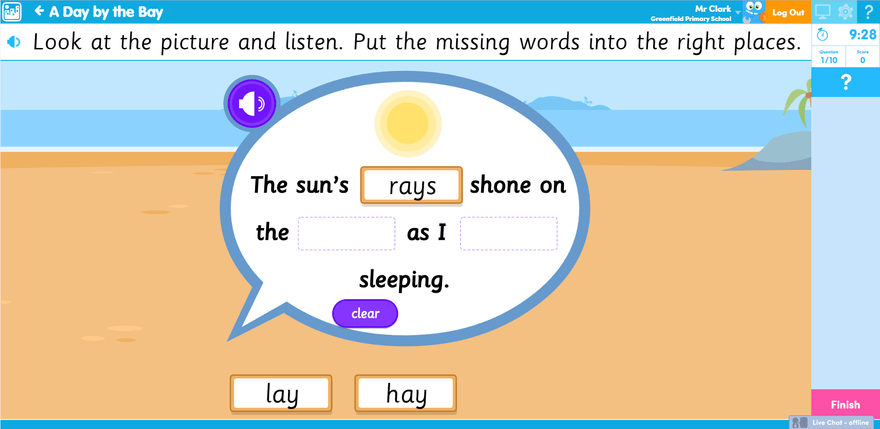 A Day by the Bay
Mr Clark
Greenfield Primary School
Log Out
?
Look at the picture and listen. Put the missing words into the right places.
9:28
Question
1/10
Score
0
?
The sun's rays shone on
the as I
sleeping.
clear
lay hay
Finish
Live Chat - offline